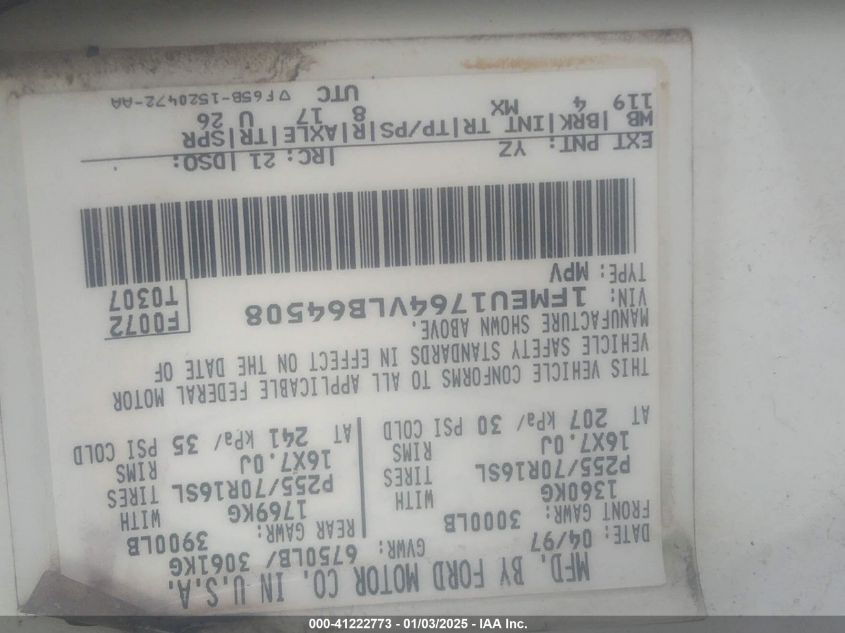 MFD. BY FORD MOTOR CO. IN U.S.A.
DATE: 04/97 GVWR: 6750LB/ 3061KG
FRONT GAWR: 3000LB REAR GAWR: 3900LB
1360KG WITH 1769KG WITH
P255/70R16SL TIRES P255/70R16SL TIRES
16X7.0J RIMS 16X7.0J RIMS
AT 207 kPa/ 30 PSI COLD AT 241 kPa/ 35 PSI COLD
THIS VEHICLE CONFORMS TO ALL APPLICABLE FEDERAL MOTOR
VEHICLE SAFETY STANDARDS IN EFFECT ON THE DATE OF
MANUFACTURE SHOWN ABOVE.
VIN: 1FMEU1764VLB64508 F0072
TYPE: MPV T0307
EXT PNT: YZ |RC: 21 |DSO:
WB |BRK|INT TR|TP/PS|R|AXLE|TR|SPR
119 4 MX 8 17 U 26
UTC ▽F65B-1520472-AA
000-41222773 - 01/03/2025 - IAA Inc.